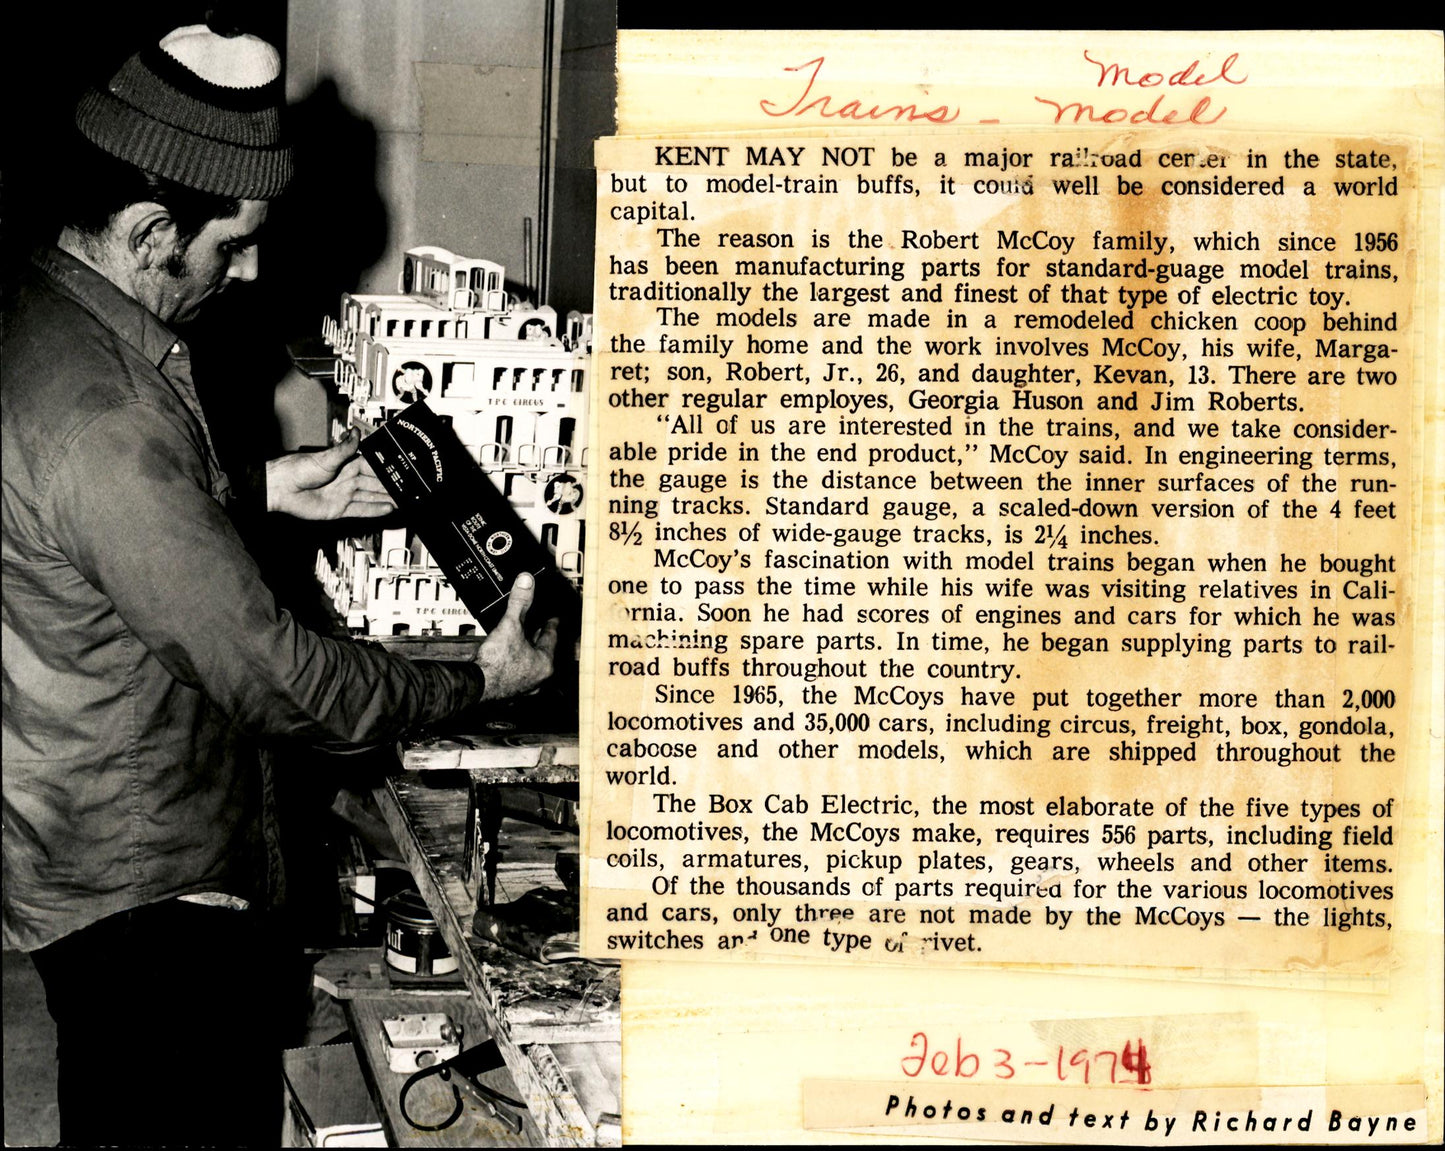 Model
Trains - Model
KENT MAY NOT be a major railroad center in the state,
but to model-train buffs, it could well be considered a world
capital.
The reason is the Robert McCoy family, which since 1956
has been manufacturing parts for standard-guage model trains,
traditionally the largest and finest of that type of electric toy.
The models are made in a remodeled chicken coop behind
the family home and the work involves McCoy, his wife, Marga-
ret; son, Robert, Jr., 26, and daughter, Kevan, 13. There are two
other regular employes, Georgia Huson and Jim Roberts.
“All of us are interested in the trains, and we take consider-
able pride in the end product,” McCoy said. In engineering terms,
the gauge is the distance between the inner surfaces of the run-
ning tracks. Standard gauge, a scaled-down version of the 4 feet
8½ inches of wide-gauge tracks, is 2¼ inches.
McCoy’s fascination with model trains began when he bought
one to pass the time while his wife was visiting relatives in Cali-
fornia. Soon he had scores of engines and cars for which he was
machining spare parts. In time, he began supplying parts to rail-
road buffs throughout the country.
Since 1965, the McCoys have put together more than 2,000
locomotives and 35,000 cars, including circus, freight, box, gondola,
caboose and other models, which are shipped throughout the
world.
The Box Cab Electric, the most elaborate of the five types of
locomotives, the McCoys make, requires 556 parts, including field
coils, armatures, pickup plates, gears, wheels and other items.
Of the thousands of parts required for the various locomotives
and cars, only three are not made by the McCoys — the lights,
switches and one type of rivet.
Feb 3-1974
Photos and text by Richard Bayne
NORTHERN PACIFIC
NP
T.P.C. CIRCUS
T.P.C. CIRCUS